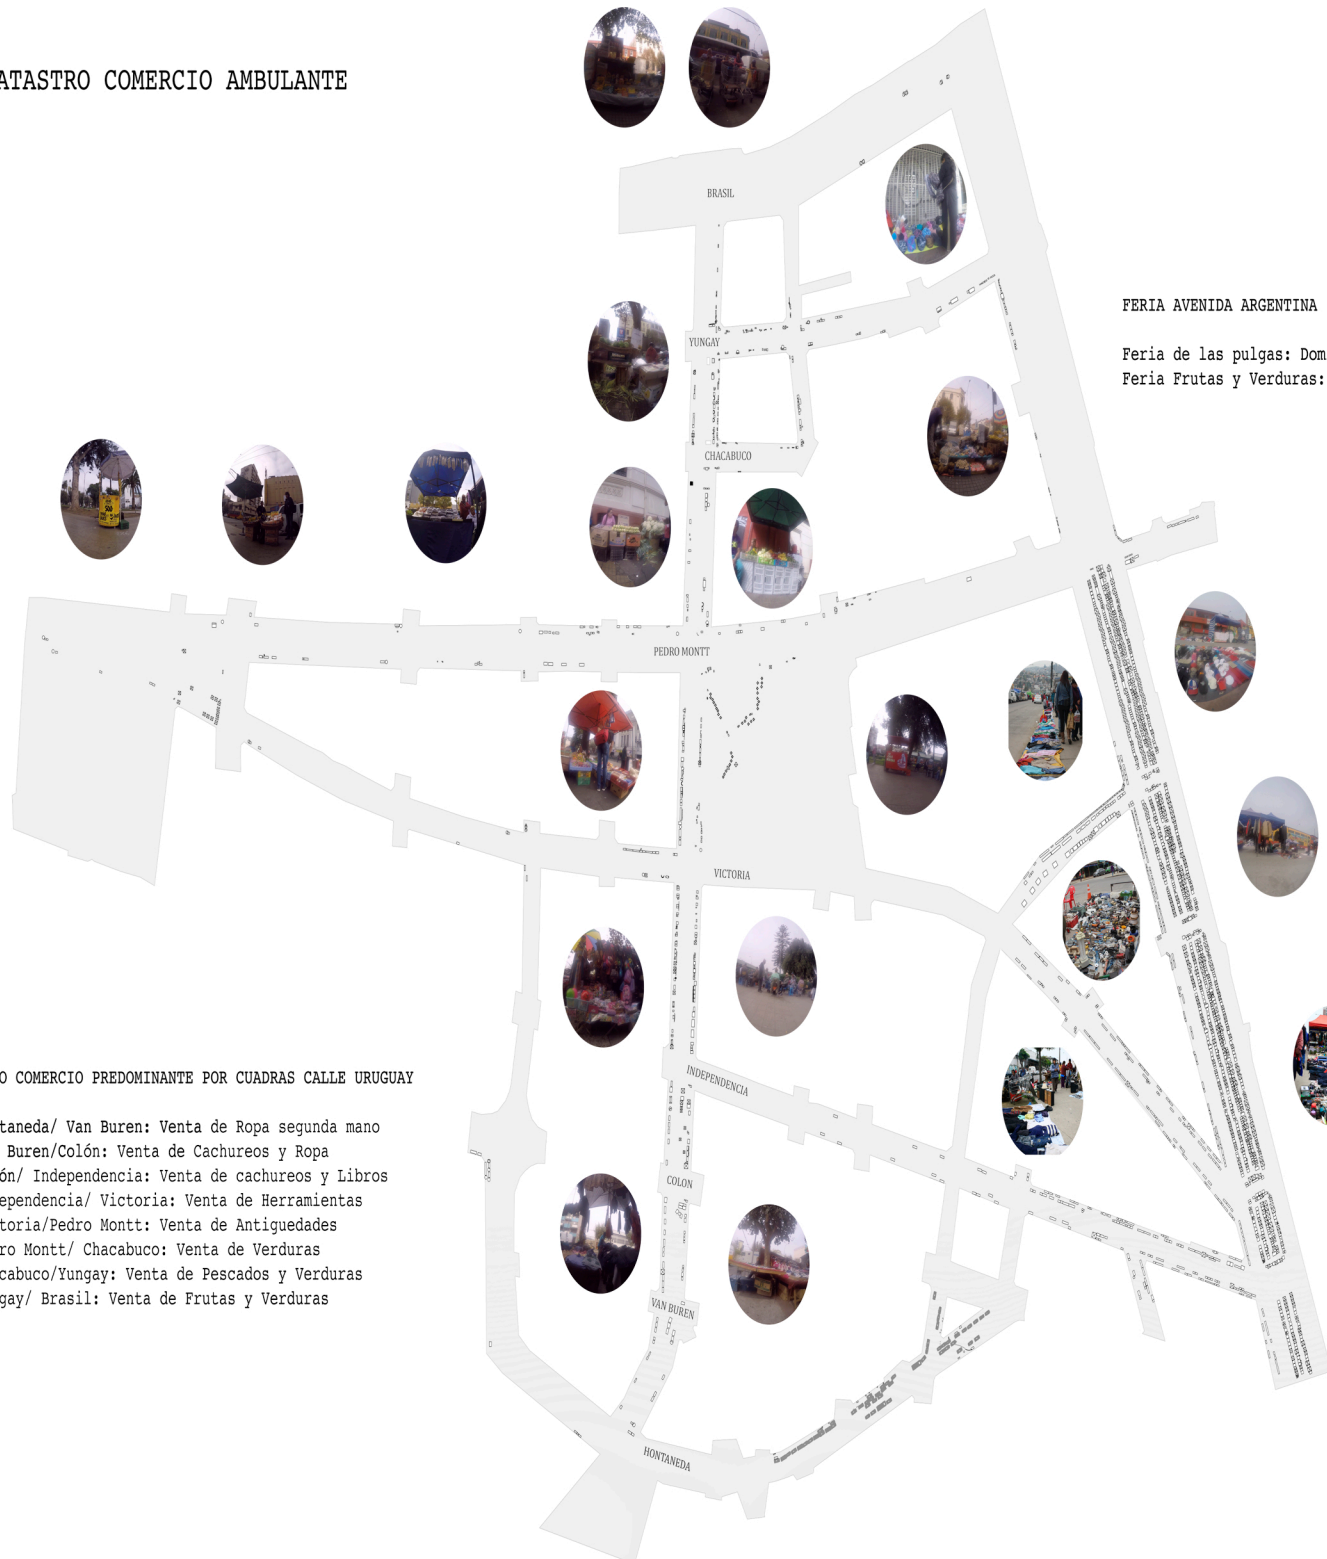 ATASTRO COMERCIO AMBULANTE
BRASIL
FERIA AVENIDA ARGENTINA
Feria de las pulgas: Dom
Feria Frutas y Verduras:
YUNGAY
CHACABUCO
PEDRO MONTT
VICTORIA
INDEPENDENCIA
O COMERCIO PREDOMINANTE POR CUADRAS CALLE URUGUAY
taneda/ Van Buren: Venta de Ropa segunda mano
Buren/Colón: Venta de Cachureos y Ropa
ón/ Independencia: Venta de cachureos y Libros
ependencia/ Victoria: Venta de Herramientas
toria/Pedro Montt: Venta de Antiguedades
ro Montt/ Chacabuco: Venta de Verduras
cabuco/Yungay: Venta de Pescados y Verduras
gay/ Brasil: Venta de Frutas y Verduras
COLON
VAN BUREN
HONTANEDA